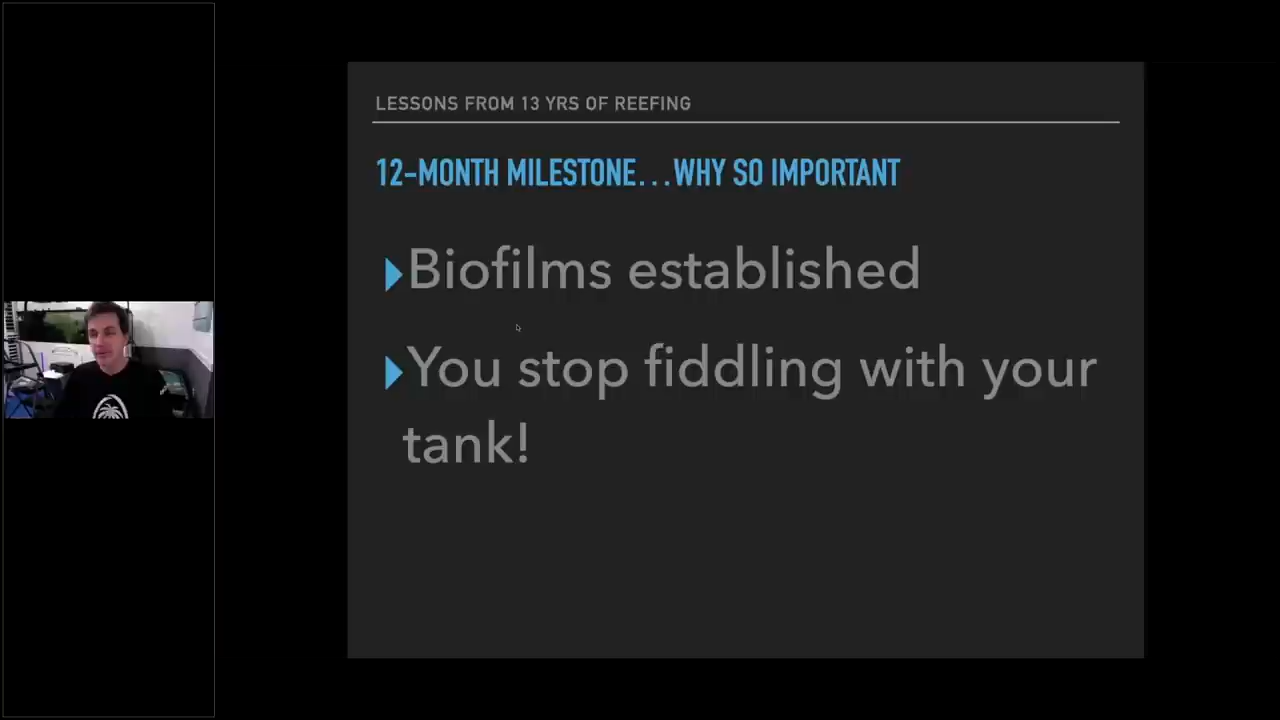 LESSONS FROM 13 YRS OF REEFING
12-MONTH MILESTONE...WHY SO IMPORTANT
Biofilms established
You stop fiddling with your
tank!